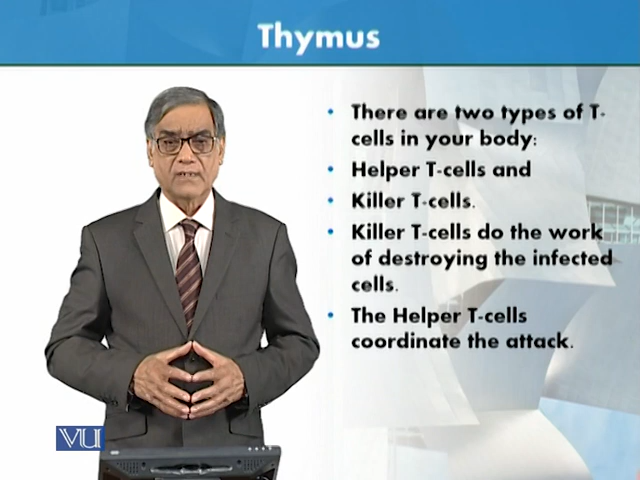 Thymus
• There are two types of T-
cells in your body:
• Helper T-cells and
• Killer T-cells.
• Killer T-cells do the work
of destroying the infected
cells.
• The Helper T-cells
coordinate the attack.
VU